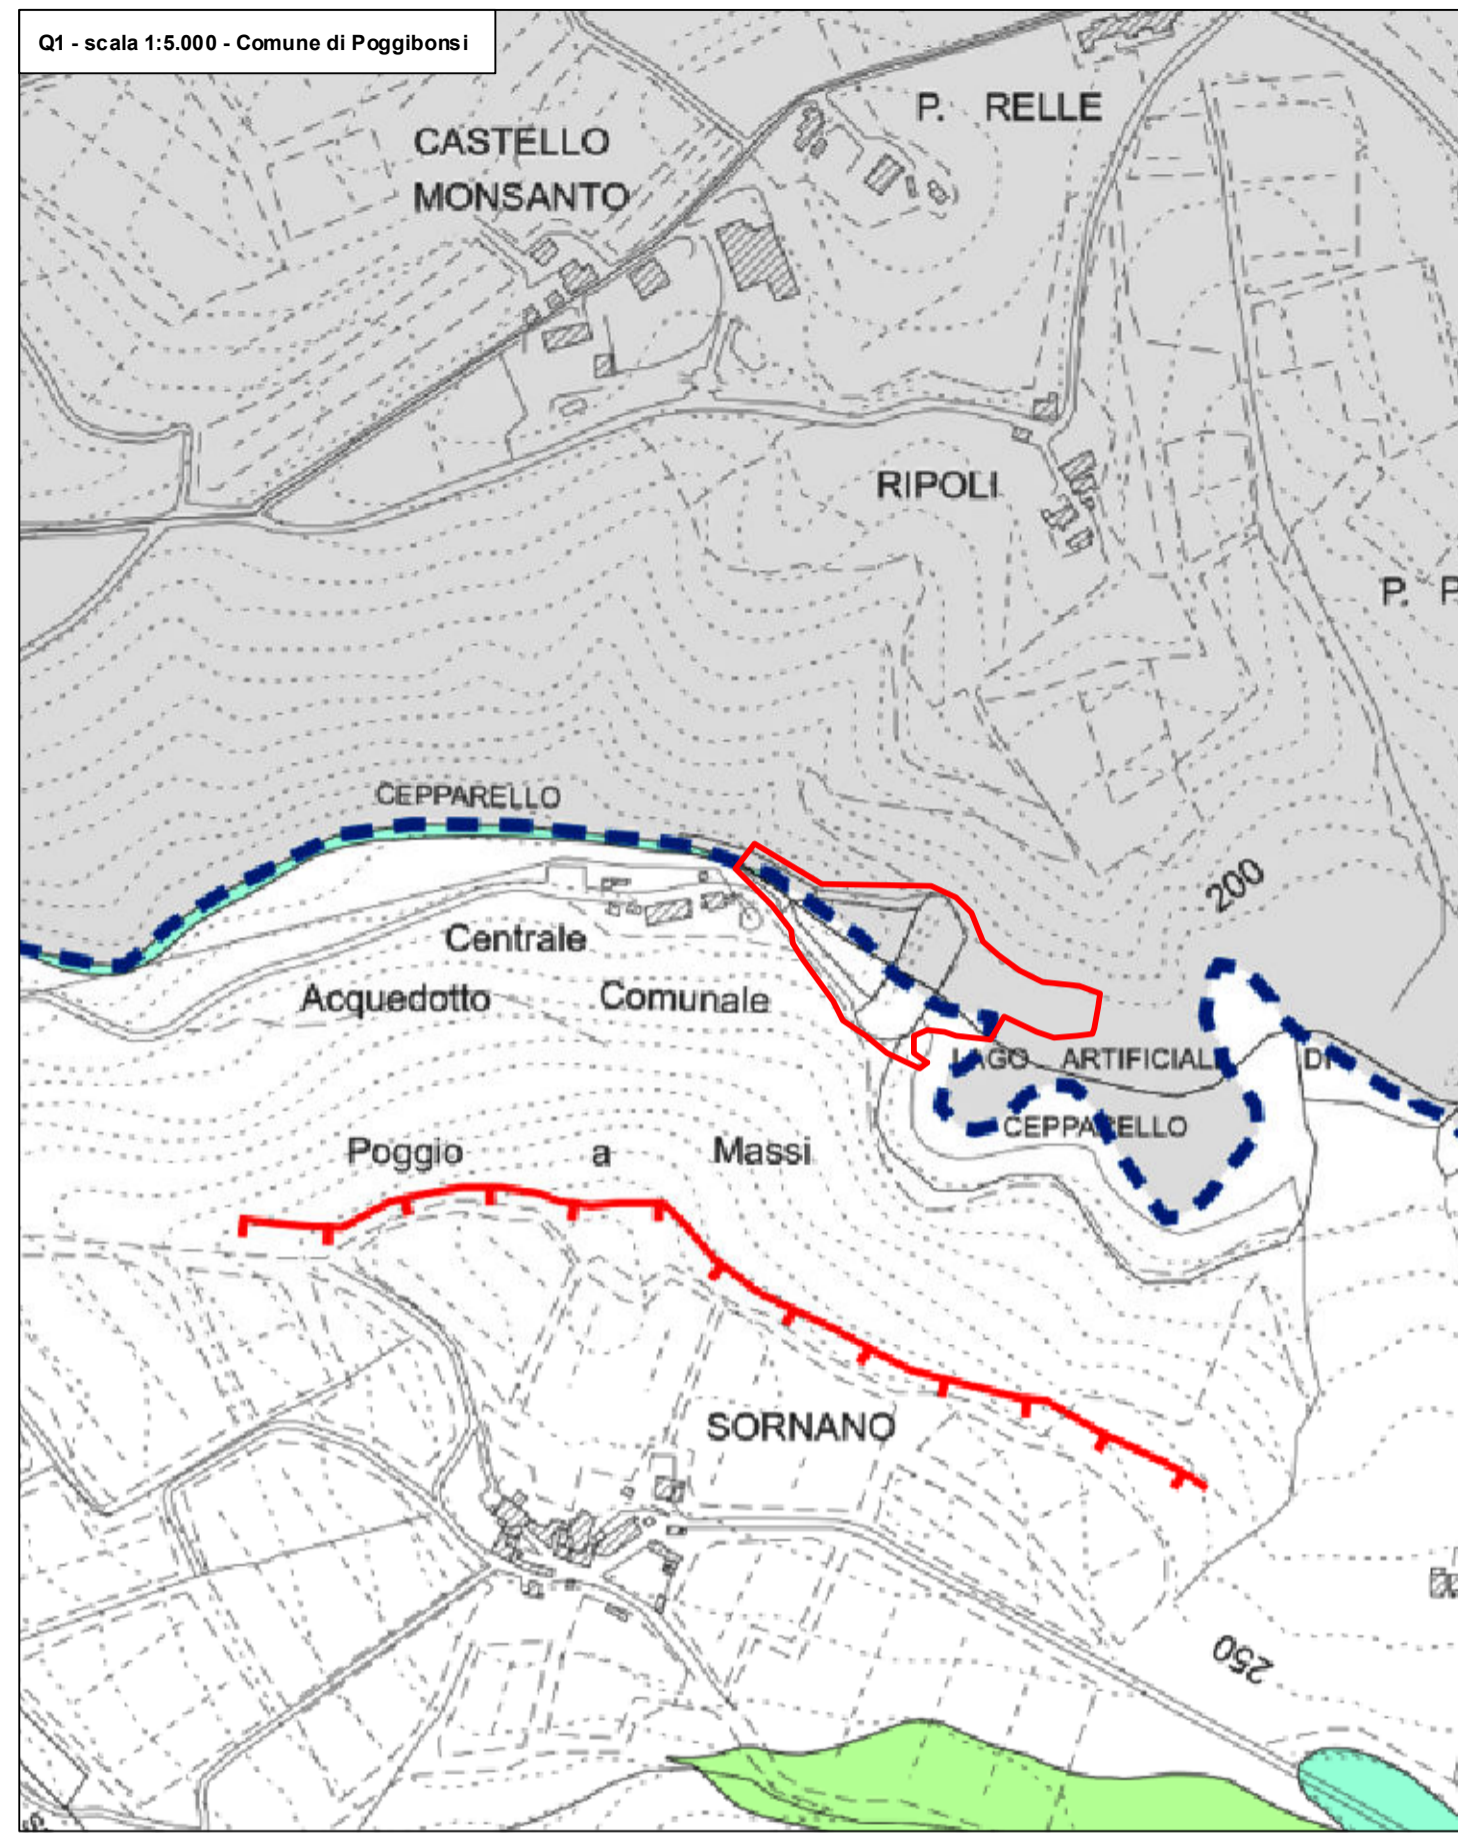 Q1 - scala 1:5.000 - Comune di Poggibonsi
P. RELLE
CASTELLO
MONSANTO
RIPOLI
P. P.
CEPPARELLO
200
Centrale
Acquedotto Comunale
LAGO ARTIFICIALE DI
CEPPARELLO
Poggio a Massi
SORNANO
250